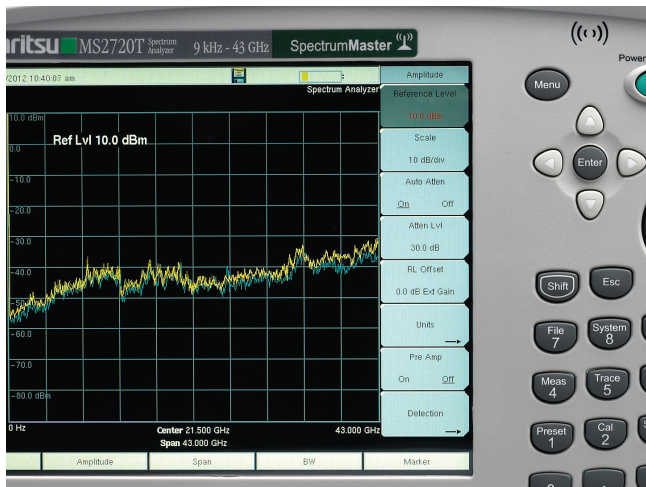 ritsu MS2720T Spectrum Analyzer 9 kHz - 43 GHz SpectrumMaster
/2012 10:40:07 am
Spectrum Analyzer
Ref Lvl 10.0 dBm
10.0 dBm
0.0
-10.0
-20.0
-30.0
-40.0
-50.0
-60.0
-70.0
-80.0 dBm
0 Hz
Center 21.500 GHz
43.000 GHz
Span 43.000 GHz
Amplitude
Reference Level
10.0 dBm
Scale
10 dB/div
Auto Atten
On Off
Atten Lvl
30.0 dB
RL Offset
0.0 dB Ext Gain
Units
Pre Amp
On Off
Detection
Amplitude
Span
BW
Marker
Power
Menu
Enter
Shift
Esc
File
7
System
8
Meas
4
Trace
5
Preset
1
Cal
2